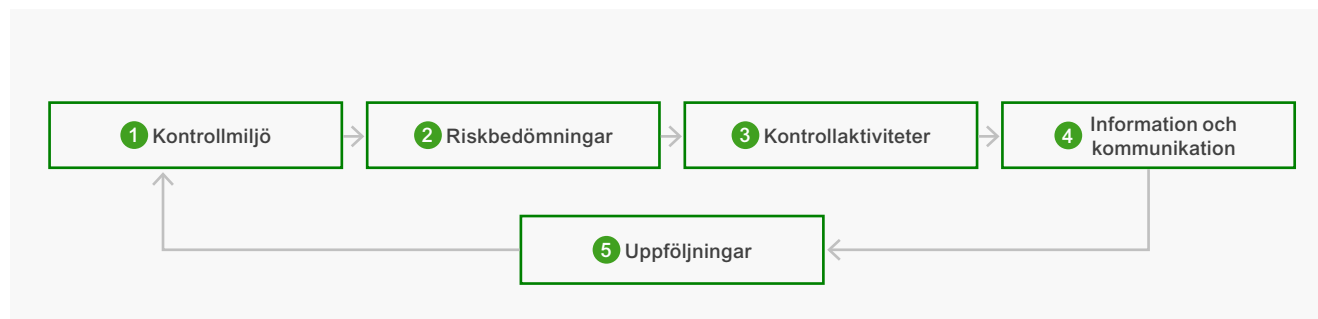 1 Kontrollmiljö
2 Riskbedömningar
3 Kontrollaktiviteter
4 Information och
kommunikation
5 Uppföljningar